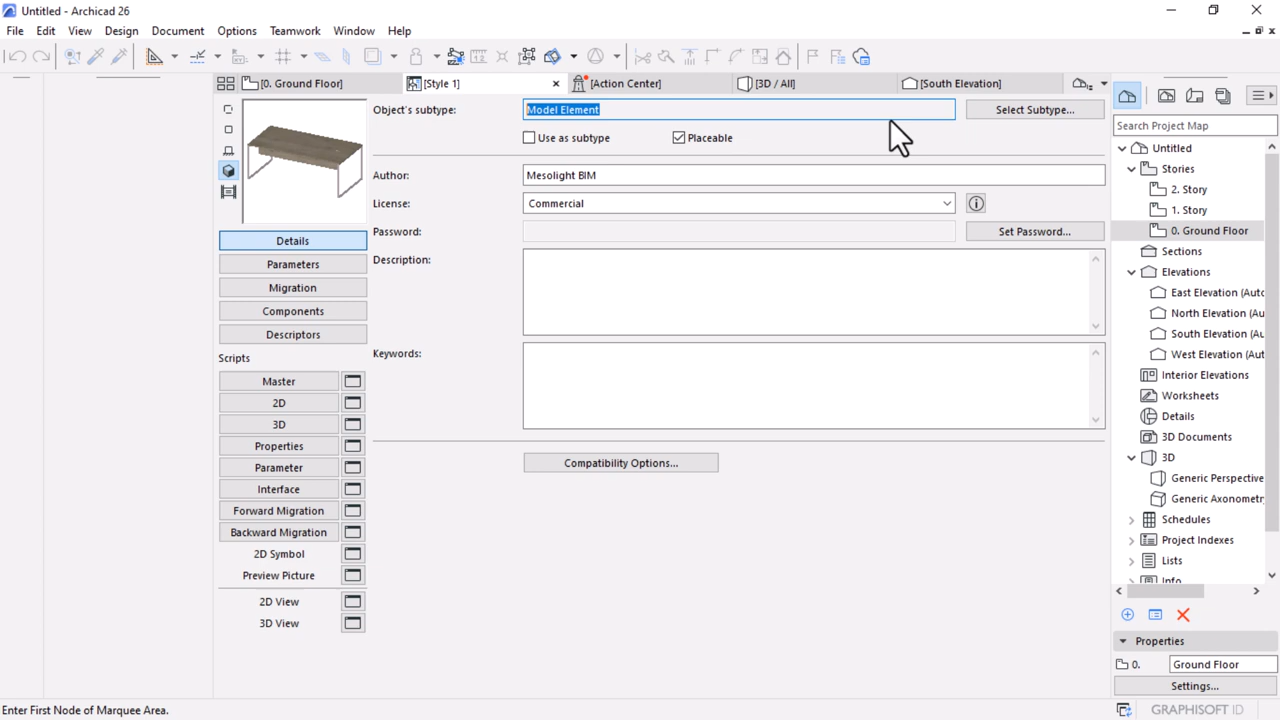 Untitled - Archicad 26
File Edit View Design Document Options Teamwork Window Help
[0. Ground Floor] [Style 1] [Action Center] [3D / All] [South Elevation]
Object's subtype: Model Element Select Subtype...
Use as subtype Placeable
Author: Mesolight BIM
License: Commercial
Password: Set Password...
Description:
Keywords:
Compatibility Options...
Details
Parameters
Migration
Components
Descriptors
Scripts
Master
2D
3D
Properties
Parameter
Interface
Forward Migration
Backward Migration
2D Symbol
Preview Picture
2D View
3D View
Search Project Map
Untitled
Stories
2. Story
1. Story
0. Ground Floor
Sections
Elevations
East Elevation (Auto
North Elevation (Au
South Elevation (Au
West Elevation (Aut
Interior Elevations
Worksheets
Details
3D Documents
3D
Generic Perspective
Generic Axonometr
Schedules
Project Indexes
Lists
Info
Properties
0. Ground Floor
Settings...
Enter First Node of Marquee Area.
GRAPHISOFT ID